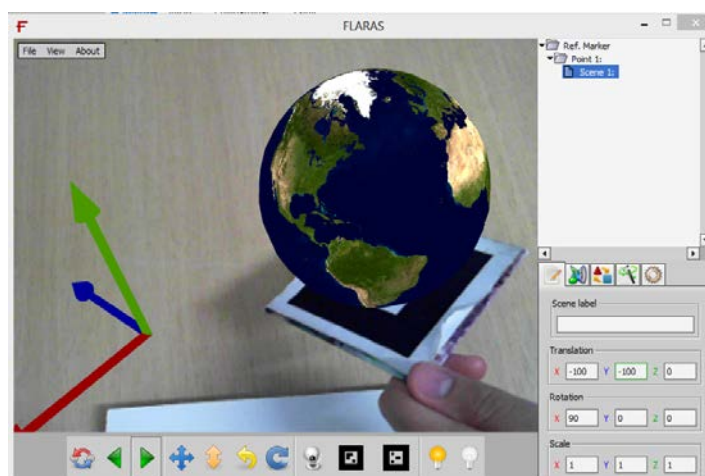 FLARAS
File View About
Ref. Marker
Point 1:
Scene 1:
Scene label
Translation
X -100 Y -100 Z 0
Rotation
X 90 Y 0 Z 0
Scale
X 1 Y 1 Z 1